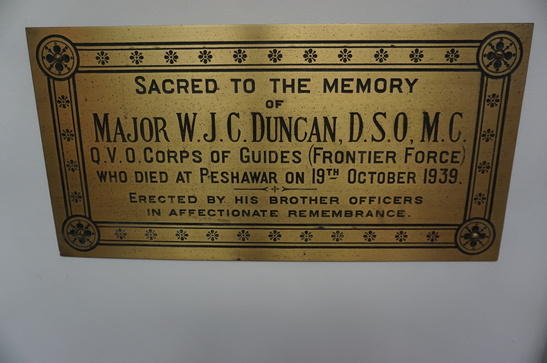 SACRED TO THE MEMORY
OF
MAJOR W.J.C. DUNCAN, D.S.O, M.C.
Q.V.O. CORPS OF GUIDES (FRONTIER FORCE)
WHO DIED AT PESHAWAR ON 19TH OCTOBER 1939.
ERECTED BY HIS BROTHER OFFICERS
IN AFFECTIONATE REMEMBRANCE.